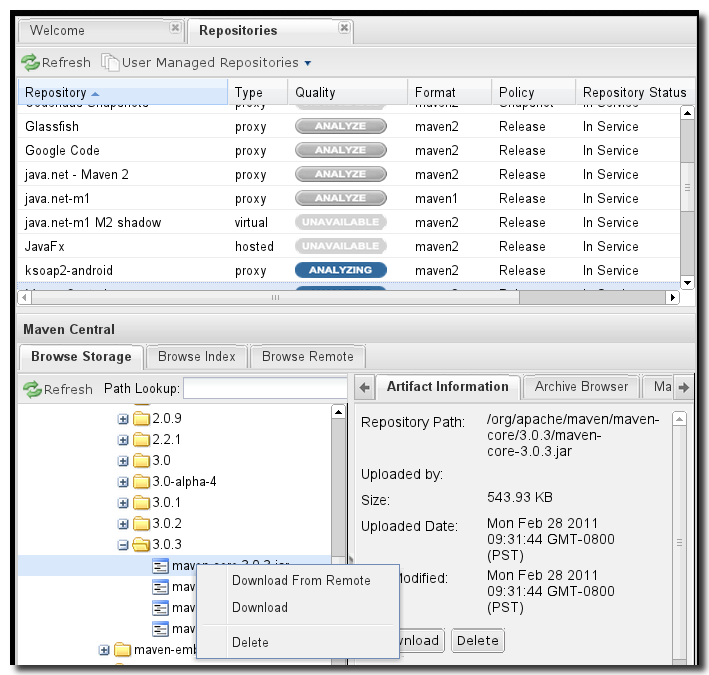 Welcome
Repositories
Refresh User Managed Repositories
Repository Type Quality Format Policy Repository Status
Glassfish proxy ANALYZE maven2 Release In Service
Google Code proxy ANALYZE maven2 Release In Service
java.net - Maven 2 proxy ANALYZE maven2 Release In Service
java.net-m1 proxy ANALYZE maven1 Release In Service
java.net-m1 M2 shadow virtual UNAVAILABLE maven2 Release In Service
JavaFx hosted UNAVAILABLE maven2 Release In Service
ksoap2-android proxy ANALYZING maven2 Release In Service
Maven Central
Browse Storage Browse Index Browse Remote
Refresh Path Lookup:
2.0.9
2.2.1
3.0
3.0-alpha-4
3.0.1
3.0.2
3.0.3
maven-core-3.0.3.jar
mav
mav
mav
maven-emb
Download From Remote
Download
Delete
Artifact Information Archive Browser Ma
Repository Path: /org/apache/maven/maven-
core/3.0.3/maven-
core-3.0.3.jar
Uploaded by:
Size: 543.93 KB
Uploaded Date: Mon Feb 28 2011
09:31:44 GMT-0800
(PST)
Modified: Mon Feb 28 2011
09:31:44 GMT-0800
(PST)
wnload Delete